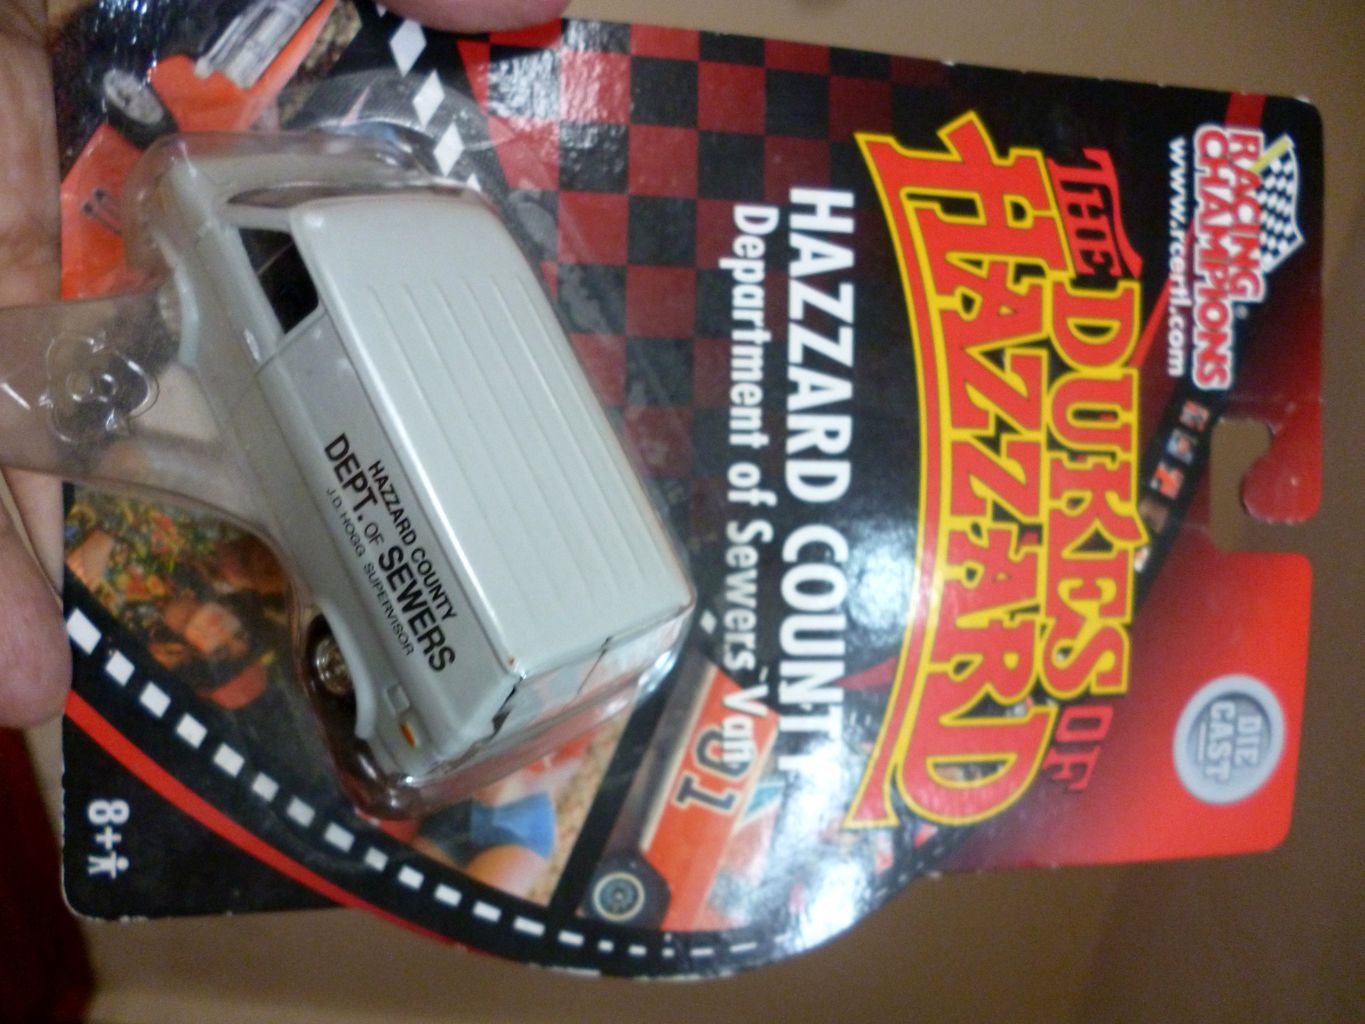 RACING
CHAMPIONS®
www.rcertl.com
THE DUKES OF
HAZZARD
HAZZARD COUNTY
Department of Sewers Van
DIE
CAST
01
HAZZARD COUNTY
DEPT. OF SEWERS
J.D. HOGG SUPERVISOR
8+